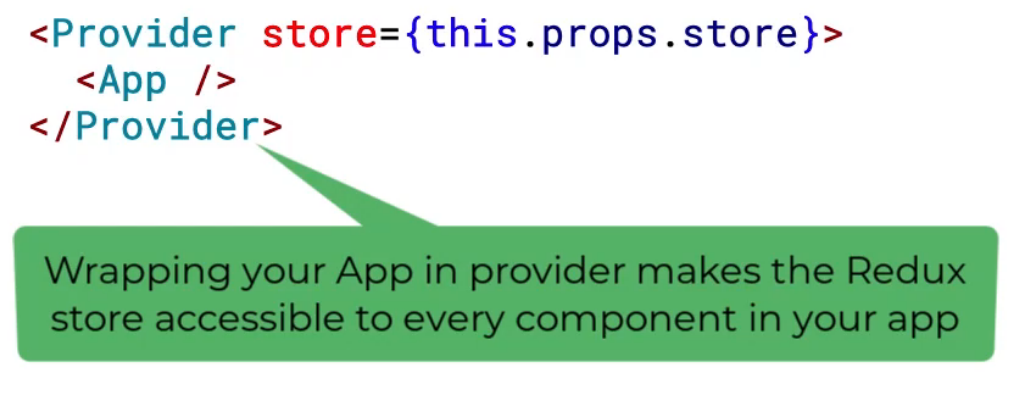 <Provider store={this.props.store}>
<App />
</Provider>
Wrapping your App in provider makes the Redux
store accessible to every component in your app